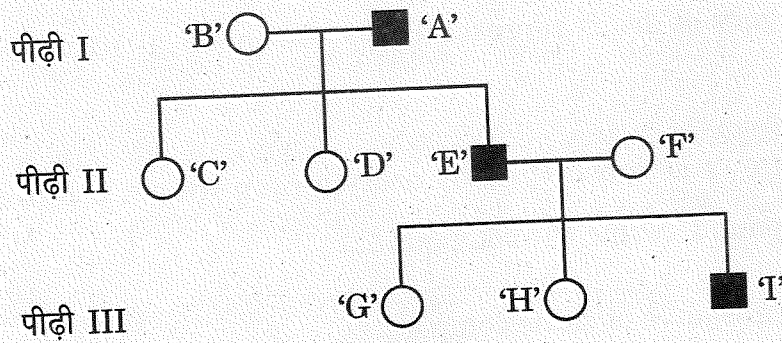 पीढ़ी I 'B' 'A'
पीढ़ी II 'C' 'D' 'E' 'F'
पीढ़ी III 'G' 'H' 'I'